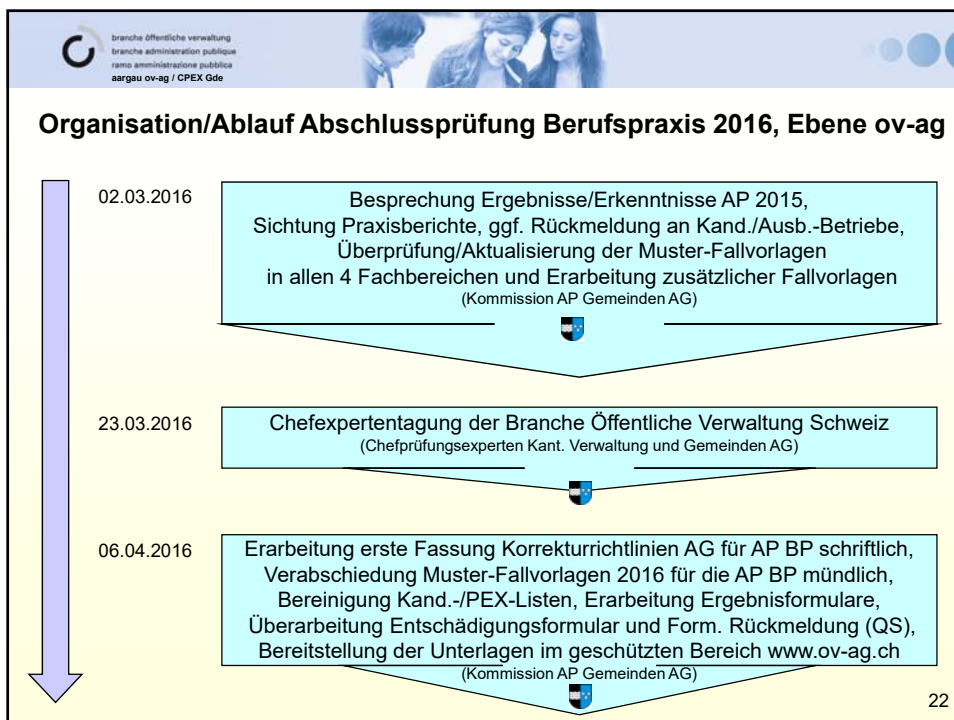 branche öffentliche verwaltung
branche administration publique
ramo amministrazione pubblica
aargau ov-ag / CPEX Gde
Organisation/Ablauf Abschlussprüfung Berufspraxis 2016, Ebene ov-ag
02.03.2016
Besprechung Ergebnisse/Erkenntnisse AP 2015,
Sichtung Praxisberichte, ggf. Rückmeldung an Kand./Ausb.-Betriebe,
Überprüfung/Aktualisierung der Muster-Fallvorlagen
in allen 4 Fachbereichen und Erarbeitung zusätzlicher Fallvorlagen
(Kommission AP Gemeinden AG)
23.03.2016
Chefexpertentagung der Branche Öffentliche Verwaltung Schweiz
(Chefprüfungsexperten Kant. Verwaltung und Gemeinden AG)
06.04.2016
Erarbeitung erste Fassung Korrekturrichtlinien AG für AP BP schriftlich,
Verabschiedung Muster-Fallvorlagen 2016 für die AP BP mündlich,
Bereinigung Kand.-/PEX-Listen, Erarbeitung Ergebnisformulare,
Überarbeitung Entschädigungsformular und Form. Rückmeldung (QS),
Bereitstellung der Unterlagen im geschützten Bereich www.ov-ag.ch
(Kommission AP Gemeinden AG)
22